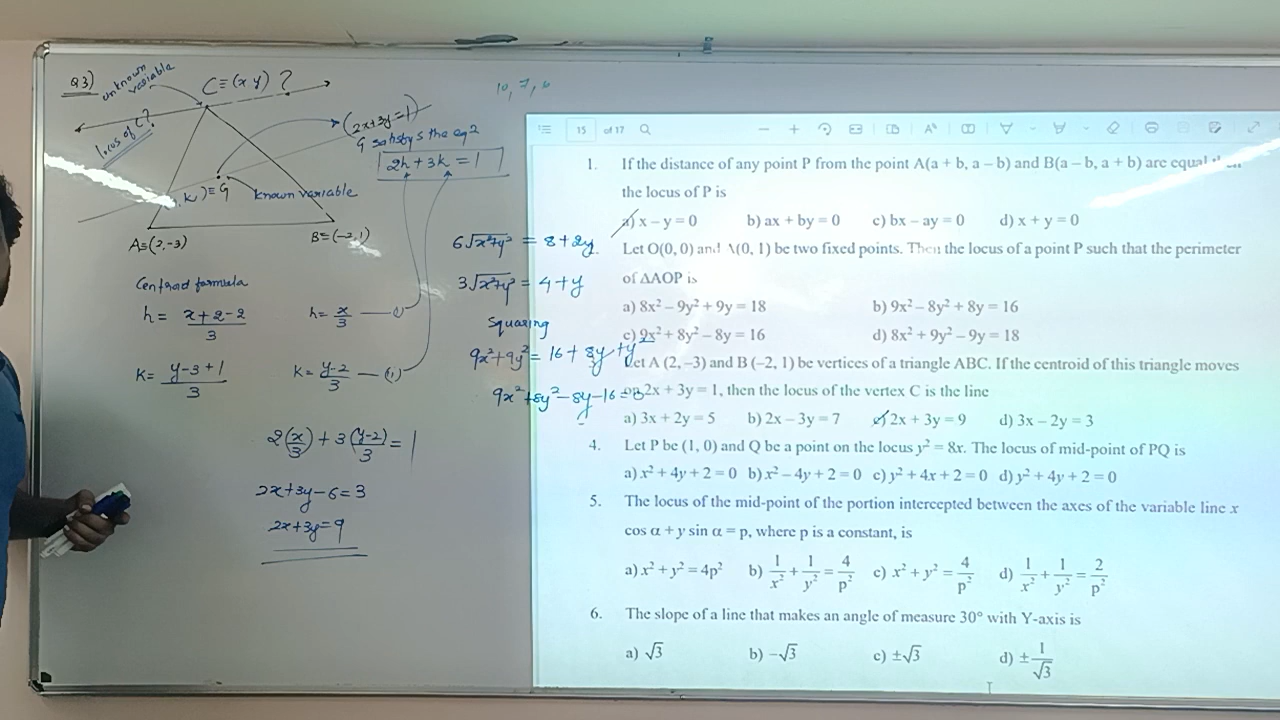 Q3)
unknown variable
C≡(x y) ?
locus of C?
(2x+3y=1)
G satisfys the eqⁿ
2h + 3k = 1
K)≡G
known variable
A≡(2,-3)
B≡(-2,1)
Centroid formula
h = (x+2-2)/3
h = x/3 —
K = (y-3+1)/3
K = (y-2)/3 —
2(x/3) + 3((y-2)/3) = 1
2x+3y-6=3
2x+3y=9
10, 7, 6
6√x²+y² = 8+2y
3√x²+y² = 4+y
Squaring
9x²+9y² = 16+8y+y²
9x²+8y²-8y-16=0
15 of 17
1. If the distance of any point P from the point A(a + b, a – b) and B(a – b, a + b) are equal
the locus of P is
a) x – y = 0 b) ax + by = 0 c) bx – ay = 0 d) x + y = 0
Let O(0, 0) and A(0, 1) be two fixed points. Then the locus of a point P such that the perimeter
of ΔAOP is
a) 8x² – 9y² + 9y = 18 b) 9x² – 8y² + 8y = 16
c) 9x² + 8y² – 8y = 16 d) 8x² + 9y² – 9y = 18
Let A (2, –3) and B (–2, 1) be vertices of a triangle ABC. If the centroid of this triangle moves
on 2x + 3y = 1, then the locus of the vertex C is the line
a) 3x + 2y = 5 b) 2x – 3y = 7 c) 2x + 3y = 9 d) 3x – 2y = 3
4. Let P be (1, 0) and Q be a point on the locus y² = 8x. The locus of mid-point of PQ is
a) x² + 4y + 2 = 0 b) x² – 4y + 2 = 0 c) y² + 4x + 2 = 0 d) y² + 4y + 2 = 0
5. The locus of the mid-point of the portion intercepted between the axes of the variable line x
cos α + y sin α = p, where p is a constant, is
a) x² + y² = 4p² b) 1/x² + 1/y² = 4/p² c) x² + y² = 4/p² d) 1/x² + 1/y² = 2/p²
6. The slope of a line that makes an angle of measure 30° with Y-axis is
a) √3 b) –√3 c) ±√3 d) ±1/√3